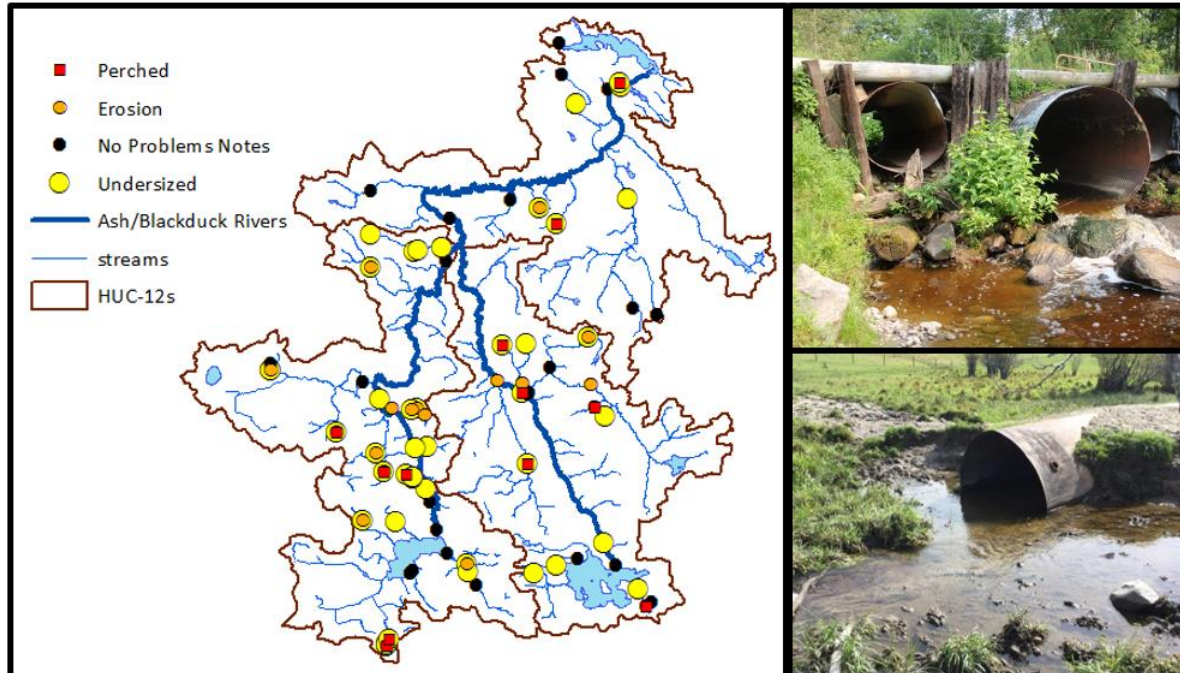 Perched
Erosion
No Problems Notes
Undersized
Ash/Blackduck Rivers
streams
HUC-12s